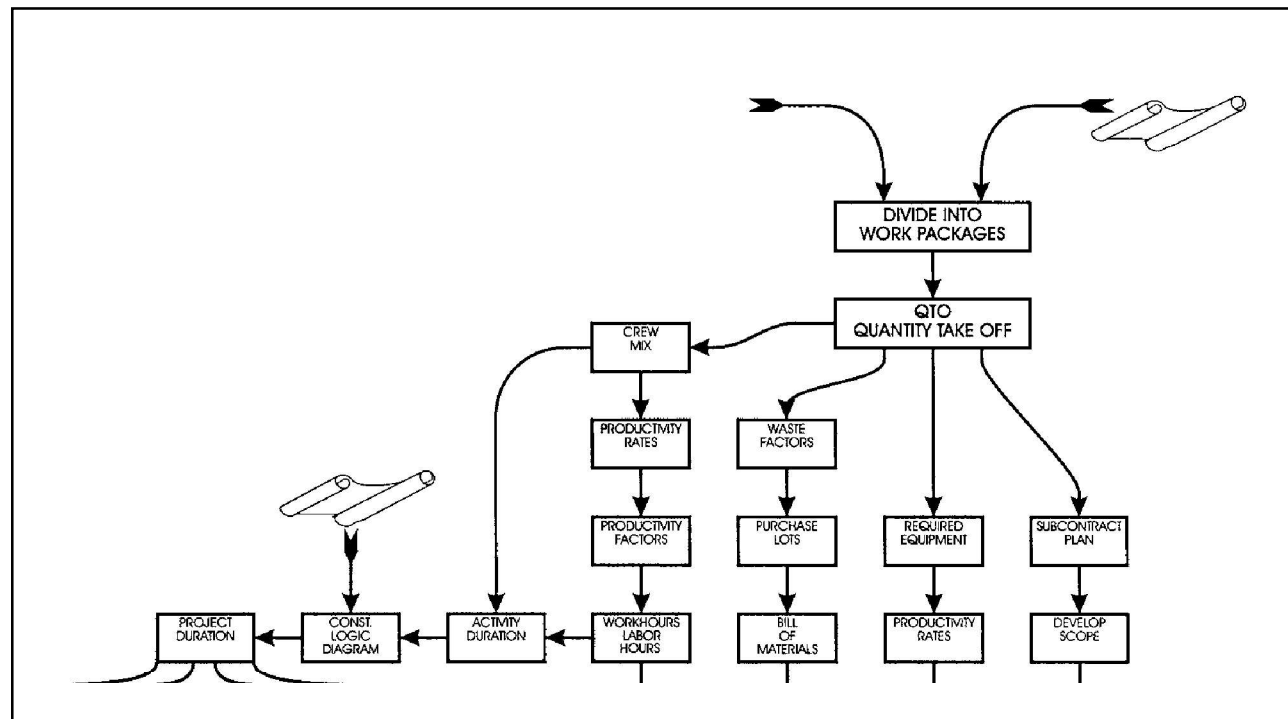 DIVIDE INTO
WORK PACKAGES
QTO
QUANTITY TAKE OFF
CREW
MIX
PRODUCTIVITY
RATES
WASTE
FACTORS
PRODUCTIVITY
FACTORS
PURCHASE
LOTS
REQUIRED
EQUIPMENT
SUBCONTRACT
PLAN
PROJECT
DURATION
CONST.
LOGIC
DIAGRAM
ACTIVITY
DURATION
WORKHOURS
LABOR
HOURS
BILL
OF
MATERIALS
PRODUCTIVITY
RATES
DEVELOP
SCOPE